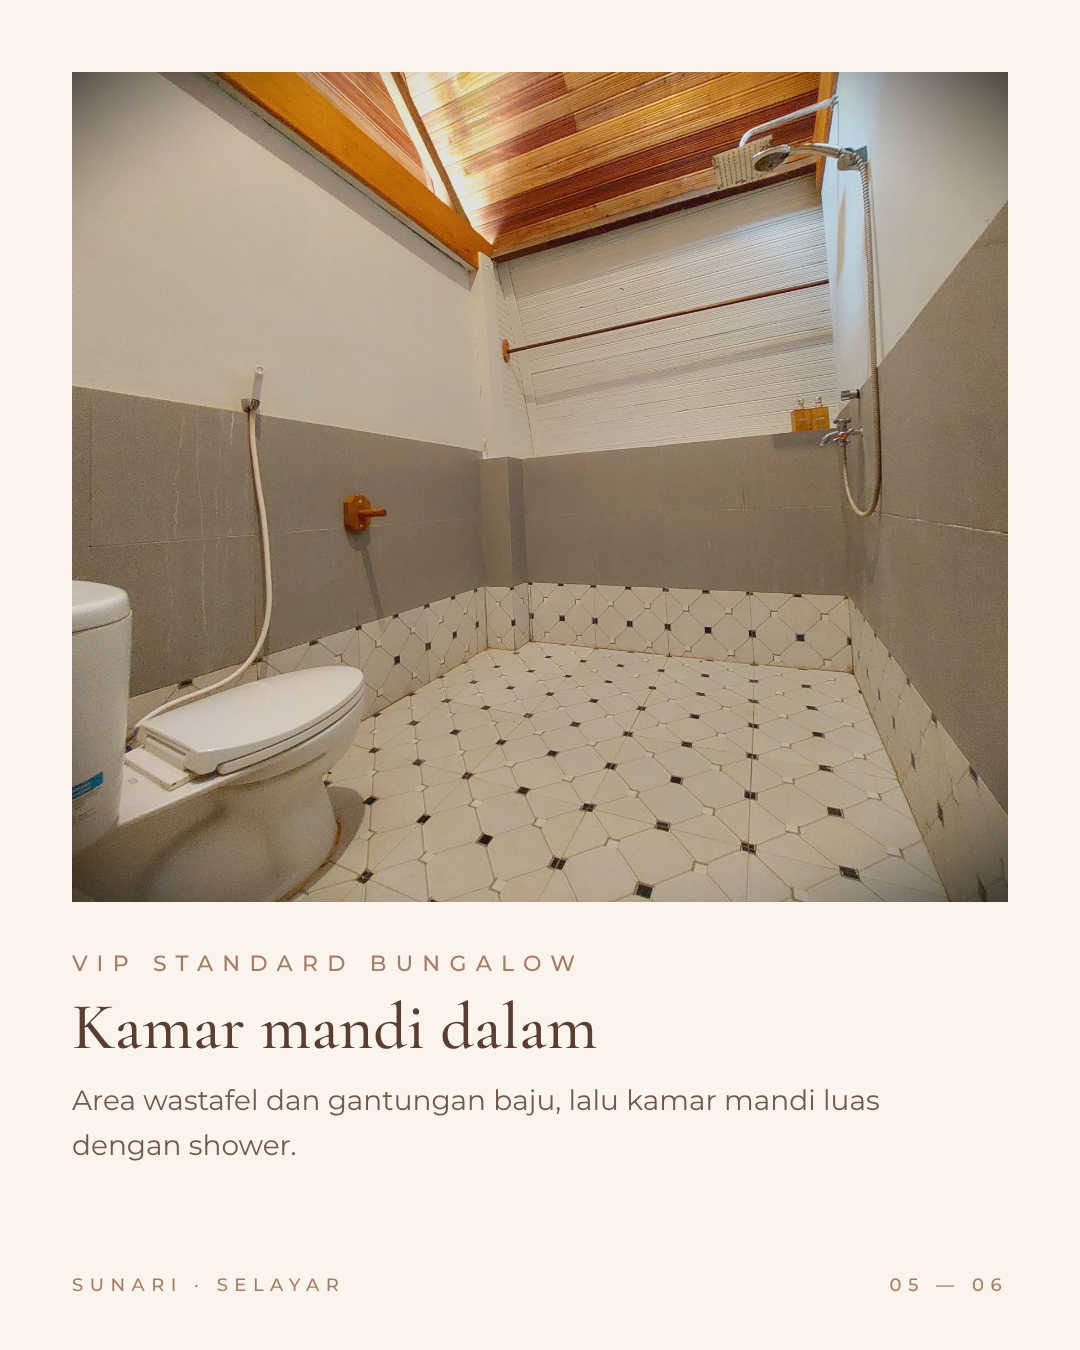 VIP STANDARD BUNGALOW
Kamar mandi dalam
Area wastafel dan gantungan baju, lalu kamar mandi luas
dengan shower.
SUNARI · SELAYAR
05 — 06